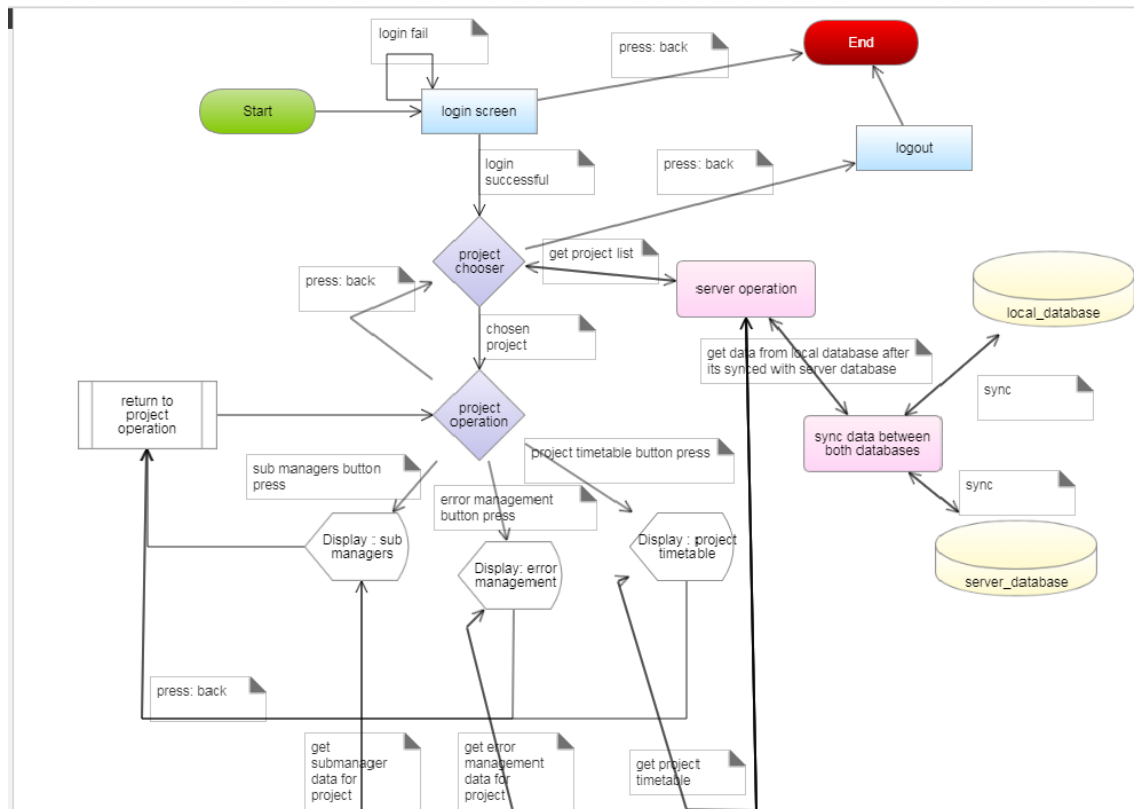 login fail
End
press: back
Start
login screen
logout
login
successful
press: back
project
chooser
get project list
press: back
server operation
local_database
chosen
project
get data from local database after
its synced with server database
sync
return to
project
operation
project
operation
sync data between
both databases
sub managers button
press
project timetable button press
error management
button press
sync
Display : sub
managers
Display: error
management
Display : project
timetable
server_database
press: back
get
submanager
data for
project
get error
management
data for
project
get project
timetable